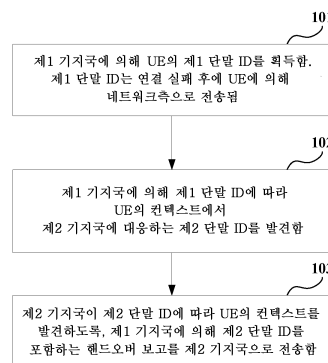 101
제1 기지국에 의해 UE의 제1 단말 ID를 획득함.
제1 단말 ID는 연결 실패 후에 UE에 의해
네트워크측으로 전송됨
제1 기지국에 의해 제1 단말 ID에 따라
UE의 컨텍스트에서
제2 기지국에 대응하는 제2 단말 ID를 발견함
제2 기지국이 제2 단말 ID에 따라 UE의 컨텍스트를
발견하도록, 제1 기지국에 의해 제2 단말 ID를
포함하는 핸드오버 보고를 제2 기지국으로 전송함